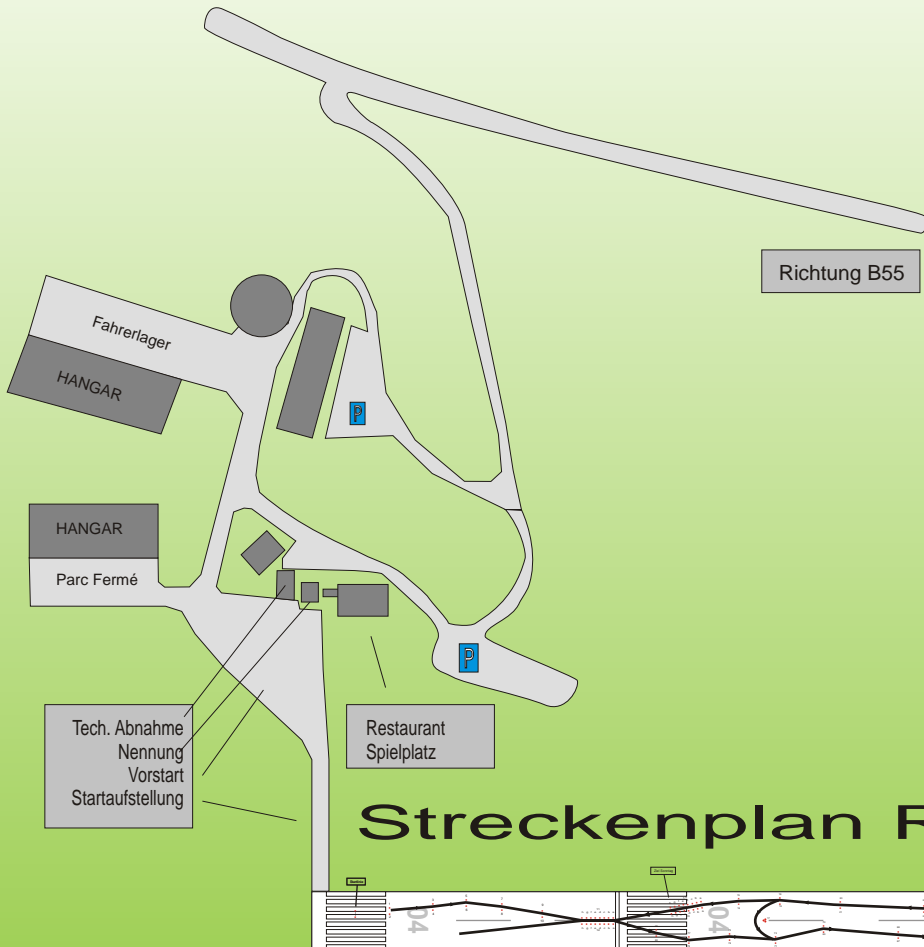 Richtung B55
Fahrerlager
HANGAR
P
HANGAR
Parc Fermé
P
Tech. Abnahme
Nennung
Vorstart
Startaufstellung
Restaurant
Spielplatz
Streckenplan R
04
04